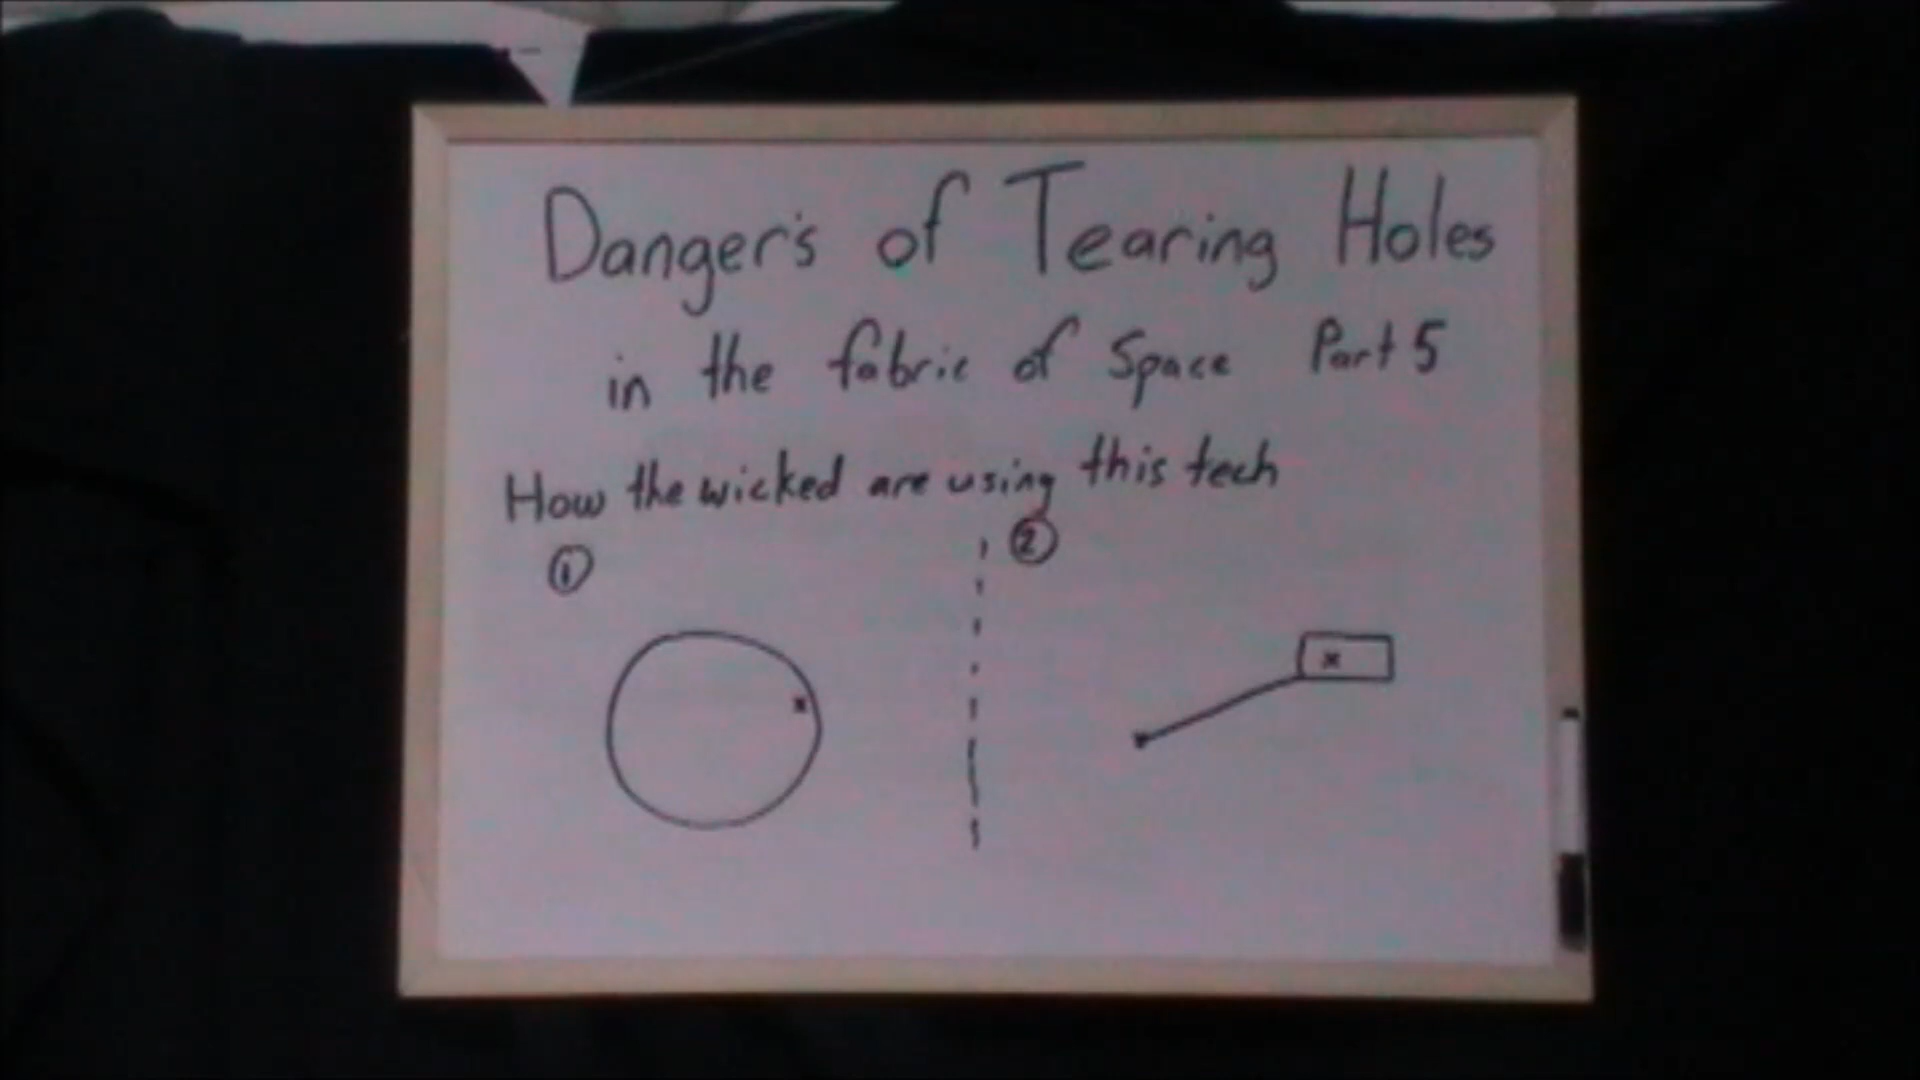 Danger's of Tearing Holes
in the fabric of Space Part 5
How the wicked are using this tech
① ②
x x